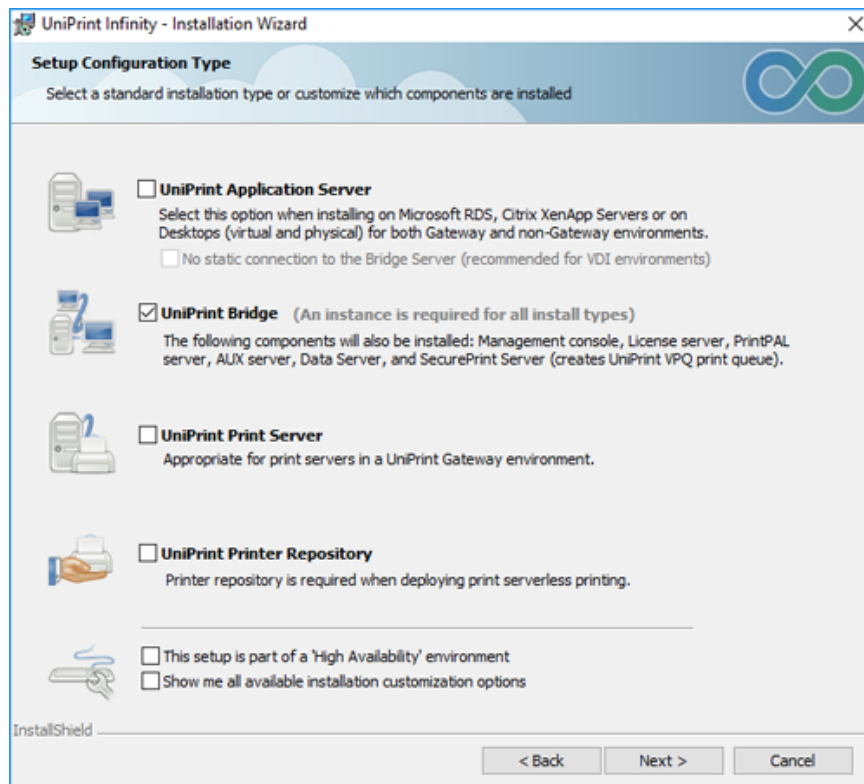 UniPrint Infinity - Installation Wizard
Setup Configuration Type
Select a standard installation type or customize which components are installed
UniPrint Application Server
Select this option when installing on Microsoft RDS, Citrix XenApp Servers or on
Desktops (virtual and physical) for both Gateway and non-Gateway environments.
No static connection to the Bridge Server (recommended for VDI environments)
UniPrint Bridge (An instance is required for all install types)
The following components will also be installed: Management console, License server, PrintPAL
server, AUX server, Data Server, and SecurePrint Server (creates UniPrint VPQ print queue).
UniPrint Print Server
Appropriate for print servers in a UniPrint Gateway environment.
UniPrint Printer Repository
Printer repository is required when deploying print serverless printing.
This setup is part of a 'High Availability' environment
Show me all available installation customization options
InstallShield
< Back Next > Cancel